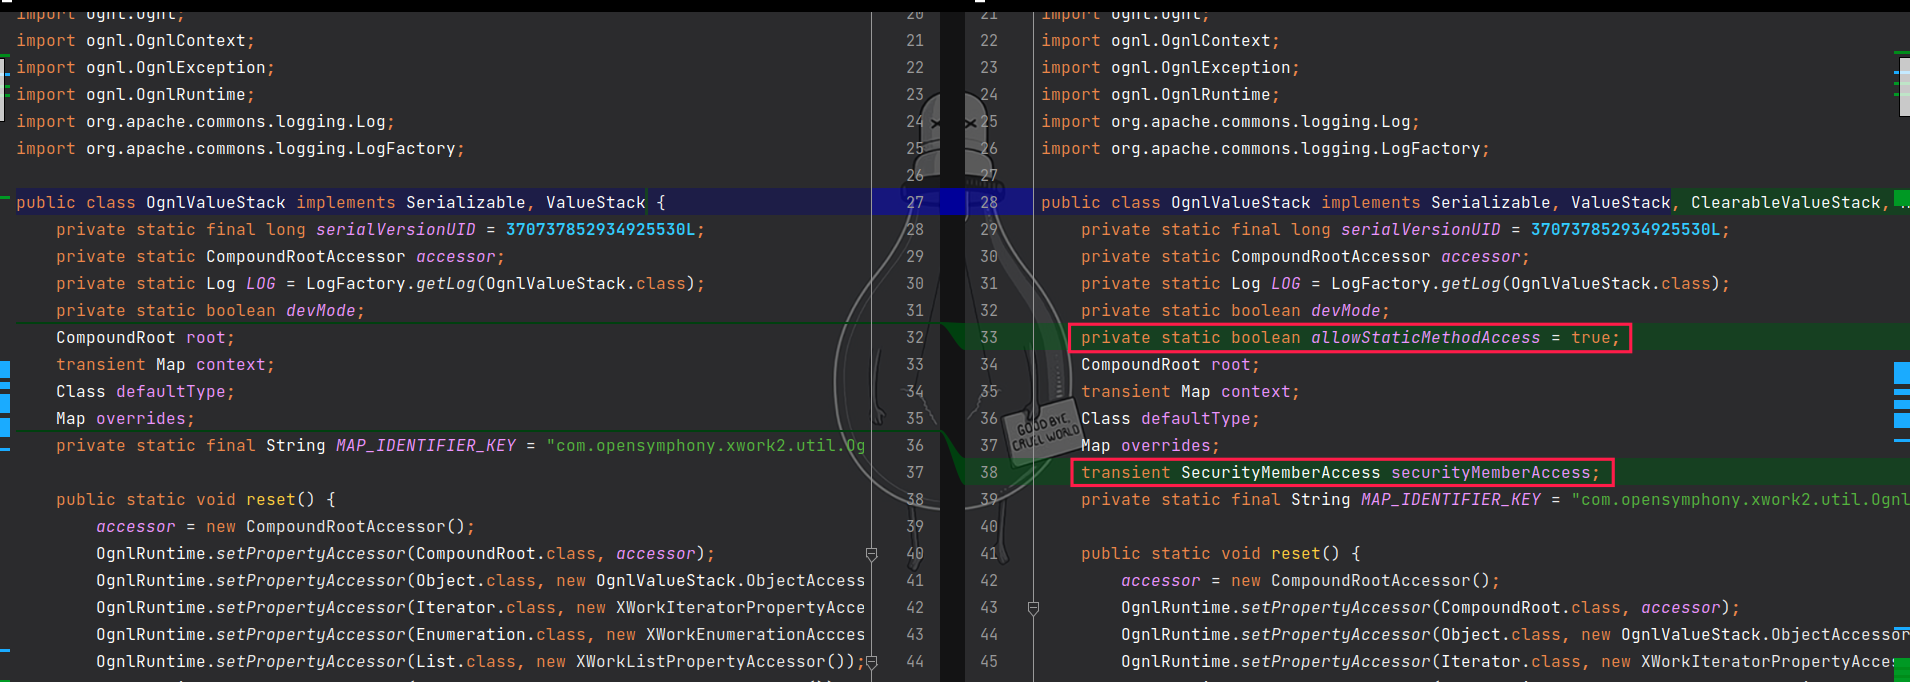 import ognl.Ognl;
import ognl.OgnlContext;
import ognl.OgnlException;
import ognl.OgnlRuntime;
import org.apache.commons.logging.Log;
import org.apache.commons.logging.LogFactory;
public class OgnlValueStack implements Serializable, ValueStack {
private static final long serialVersionUID = 370737852934925530L;
private static CompoundRootAccessor accessor;
private static Log LOG = LogFactory.getLog(OgnlValueStack.class);
private static boolean devMode;
CompoundRoot root;
transient Map context;
Class defaultType;
Map overrides;
private static final String MAP_IDENTIFIER_KEY = "com.opensymphony.xwork2.util.Og
public static void reset() {
accessor = new CompoundRootAccessor();
OgnlRuntime.setPropertyAccessor(CompoundRoot.class, accessor);
OgnlRuntime.setPropertyAccessor(Object.class, new OgnlValueStack.ObjectAccess
OgnlRuntime.setPropertyAccessor(Iterator.class, new XWorkIteratorPropertyAcce
OgnlRuntime.setPropertyAccessor(Enumeration.class, new XWorkEnumerationAccces
OgnlRuntime.setPropertyAccessor(List.class, new XWorkListPropertyAccessor());
20
21
22
23
24
25
26
27
28
29
30
31
32
33
34
35
36
37
38
39
40
41
42
43
44
21
22
23
24
25
26
27
28
29
30
31
32
33
34
35
36
37
38
39
40
41
42
43
44
45
GOOD BYE,
CRUEL WORLD
import ognl.Ognl;
import ognl.OgnlContext;
import ognl.OgnlException;
import ognl.OgnlRuntime;
import org.apache.commons.logging.Log;
import org.apache.commons.logging.LogFactory;
public class OgnlValueStack implements Serializable, ValueStack, ClearableValueStack,
private static final long serialVersionUID = 370737852934925530L;
private static CompoundRootAccessor accessor;
private static Log LOG = LogFactory.getLog(OgnlValueStack.class);
private static boolean devMode;
private static boolean allowStaticMethodAccess = true;
CompoundRoot root;
transient Map context;
Class defaultType;
Map overrides;
transient SecurityMemberAccess securityMemberAccess;
private static final String MAP_IDENTIFIER_KEY = "com.opensymphony.xwork2.util.Ognl
public static void reset() {
accessor = new CompoundRootAccessor();
OgnlRuntime.setPropertyAccessor(CompoundRoot.class, accessor);
OgnlRuntime.setPropertyAccessor(Object.class, new OgnlValueStack.ObjectAccessor
OgnlRuntime.setPropertyAccessor(Iterator.class, new XWorkIteratorPropertyAcces